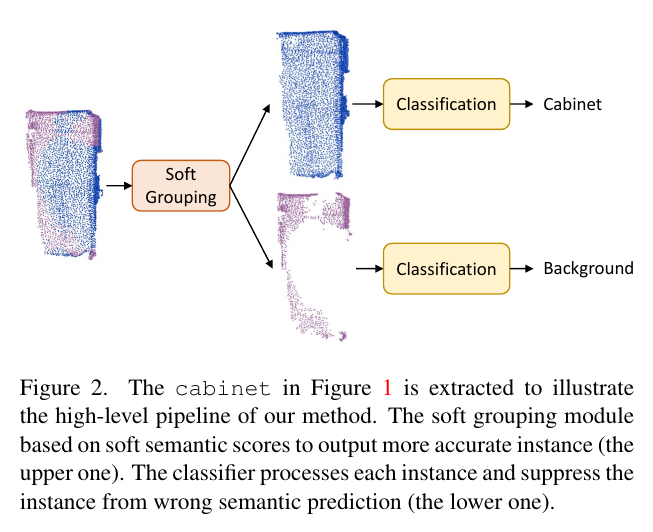 Soft
Grouping
Classification
Cabinet
Classification
Background
Figure 2. The cabinet in Figure 1 is extracted to illustrate
the high-level pipeline of our method. The soft grouping module
based on soft semantic scores to output more accurate instance (the
upper one). The classifier processes each instance and suppress the
instance from wrong semantic prediction (the lower one).